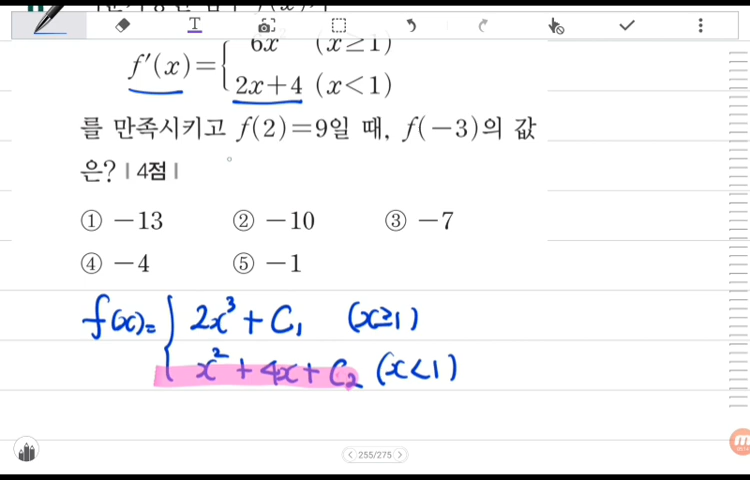 f'(x)={ 6x (x≥1)
2x+4 (x<1)
를 만족시키고 f(2)=9일 때, f(-3)의 값
은? | 4점 |
① -13 ② -10 ③ -7
④ -4 ⑤ -1
f(x)= { 2x³+C₁ (x≥1)
x²+4x+C₂ (x<1)
< 255/275 >